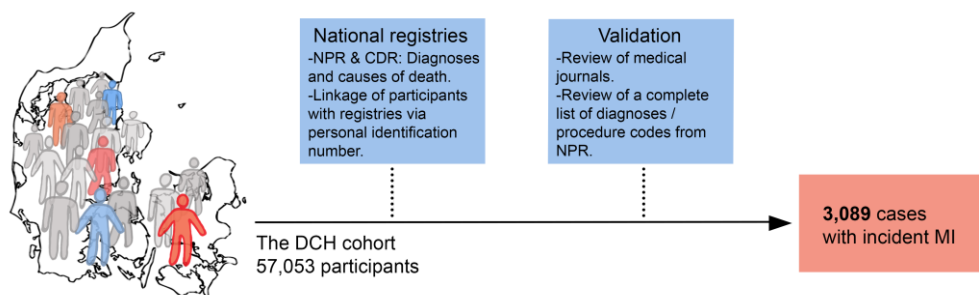 National registries
-NPR & CDR: Diagnoses
and causes of death.
-Linkage of participants
with registries via
personal identification
number.
Validation
-Review of medical
journals.
-Review of a complete
list of diagnoses /
procedure codes from
NPR.
The DCH cohort
57,053 participants
3,089 cases
with incident MI